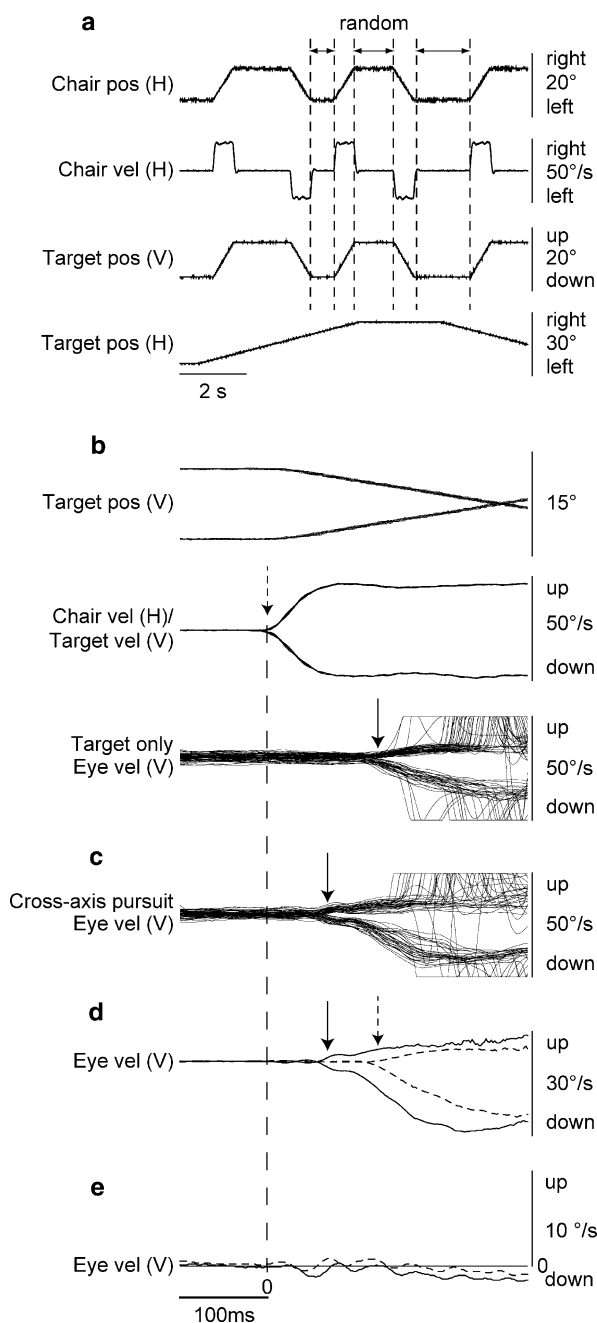 a
random
Chair pos (H)
right
20°
left
Chair vel (H)
right
50°/s
left
Target pos (V)
up
20°
down
Target pos (H)
right
30°
left
2 s
b
Target pos (V)
15°
Chair vel (H)/
Target vel (V)
up
50°/s
down
Target only
Eye vel (V)
up
50°/s
down
c
Cross-axis pursuit
Eye vel (V)
up
50°/s
down
d
Eye vel (V)
up
30°/s
down
e
Eye vel (V)
up
10 °/s
0
down
0
100ms